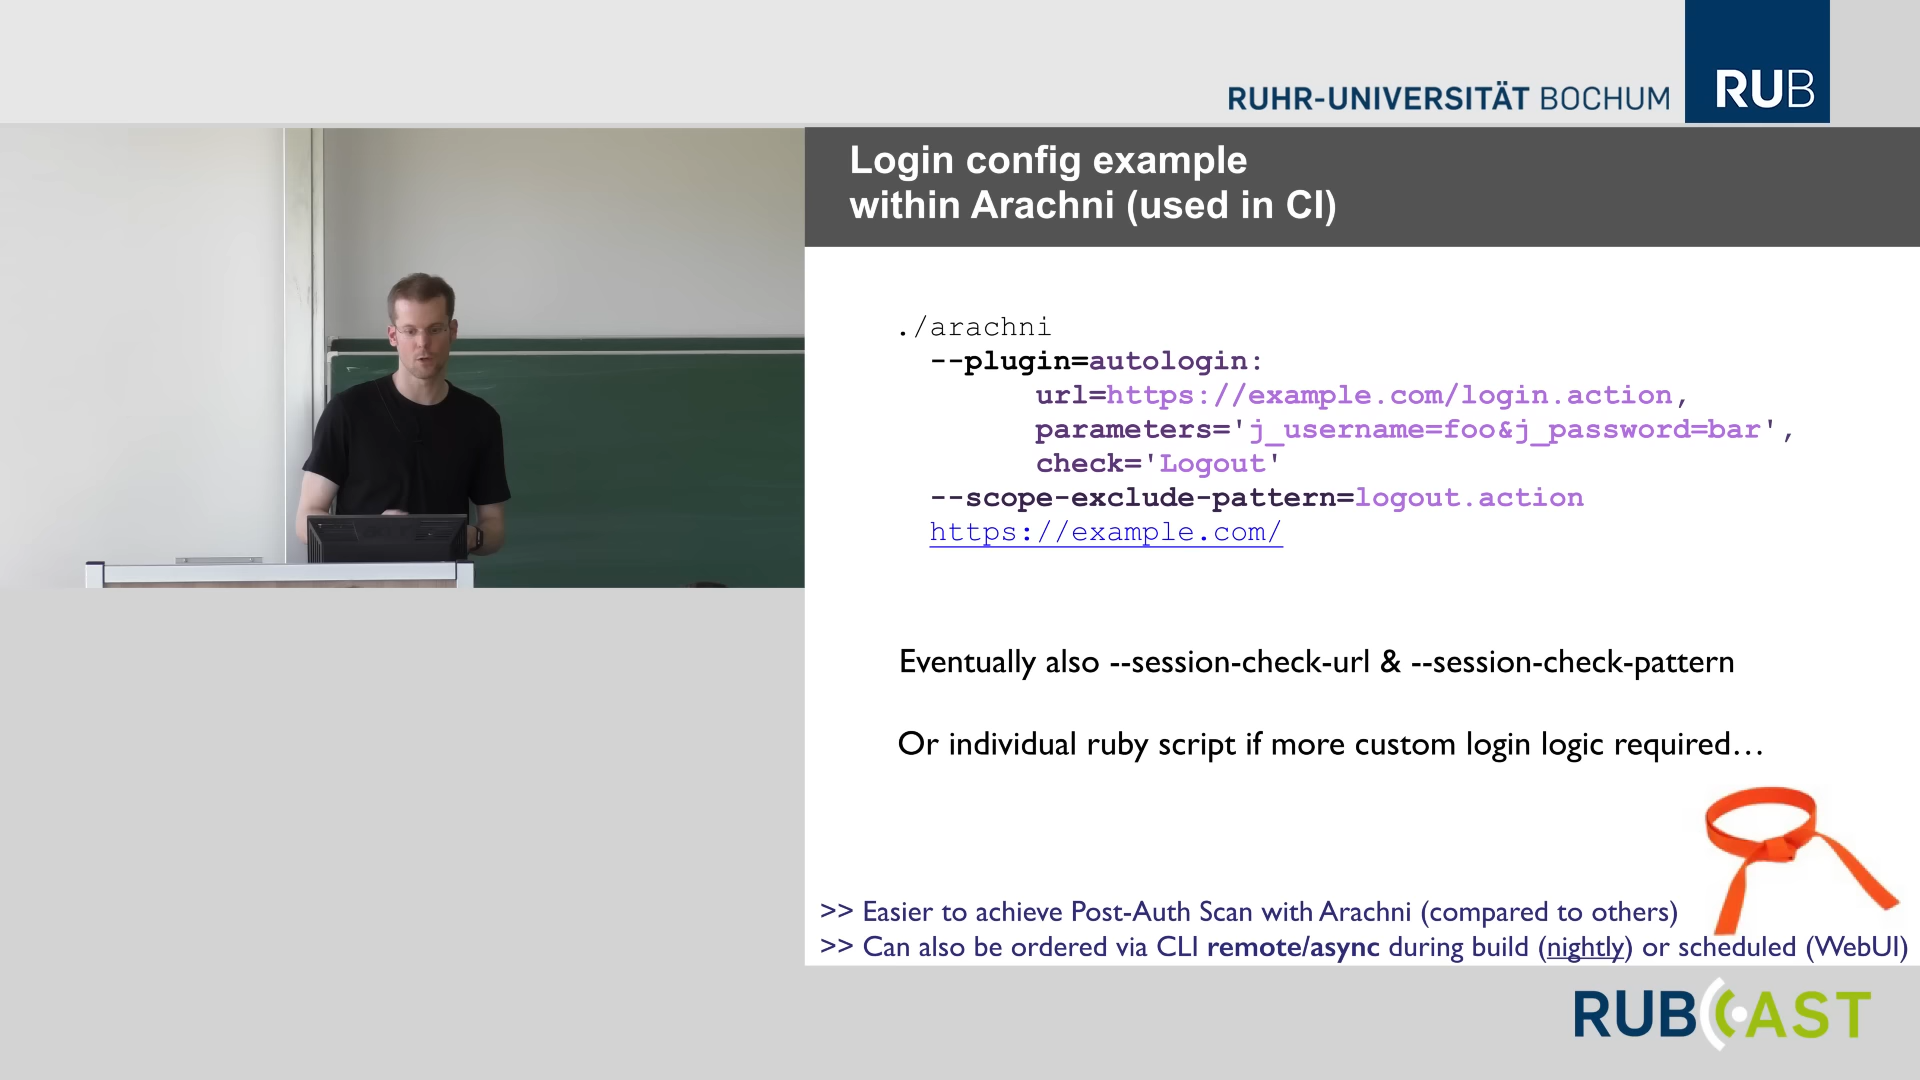 RUHR-UNIVERSITÄT BOCHUM
RUB
Login config example
within Arachni (used in CI)
./arachni
--plugin=autologin:
url=https://example.com/login.action,
parameters='j_username=foo&j_password=bar',
check='Logout'
--scope-exclude-pattern=logout.action
https://example.com/
Eventually also --session-check-url & --session-check-pattern
Or individual ruby script if more custom login logic required…
>> Easier to achieve Post-Auth Scan with Arachni (compared to others)
>> Can also be ordered via CLI remote/async during build (nightly) or scheduled (WebUI)
RUBCAST